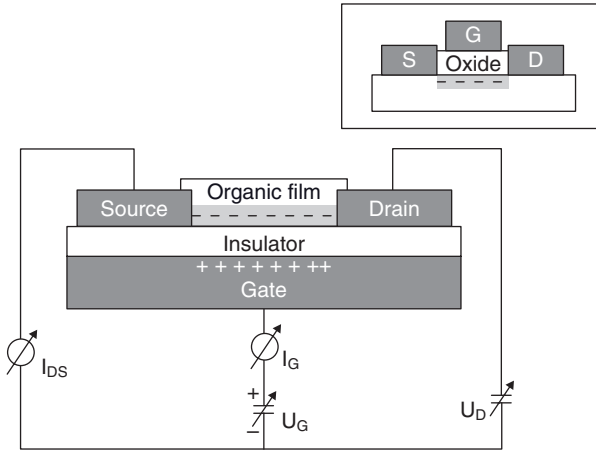 G
S Oxide D
– – – – –
Organic film
Source Drain
– – – – – – – – –
Insulator
+ + + + + + ++
Gate
I_DS
I_G
+
U_G
–
U_D